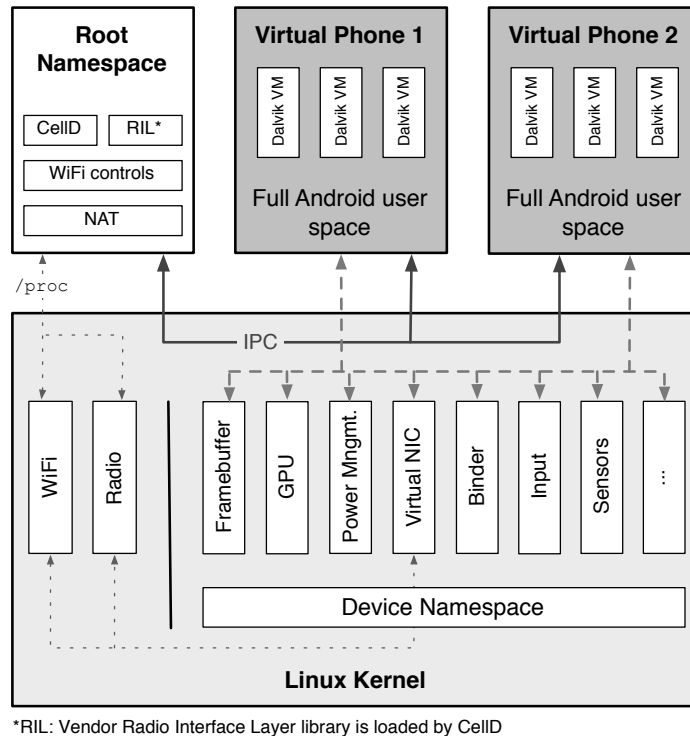 Root
Namespace
CellD
RIL*
WiFi controls
NAT
Virtual Phone 1
Dalvik VM
Dalvik VM
Dalvik VM
Full Android user
space
Virtual Phone 2
Dalvik VM
Dalvik VM
Dalvik VM
Full Android user
space
/proc
IPC
WiFi
Radio
Framebuffer
GPU
Power Mngmt.
Virtual NIC
Binder
Input
Sensors
...
Device Namespace
Linux Kernel
*RIL: Vendor Radio Interface Layer library is loaded by CellD